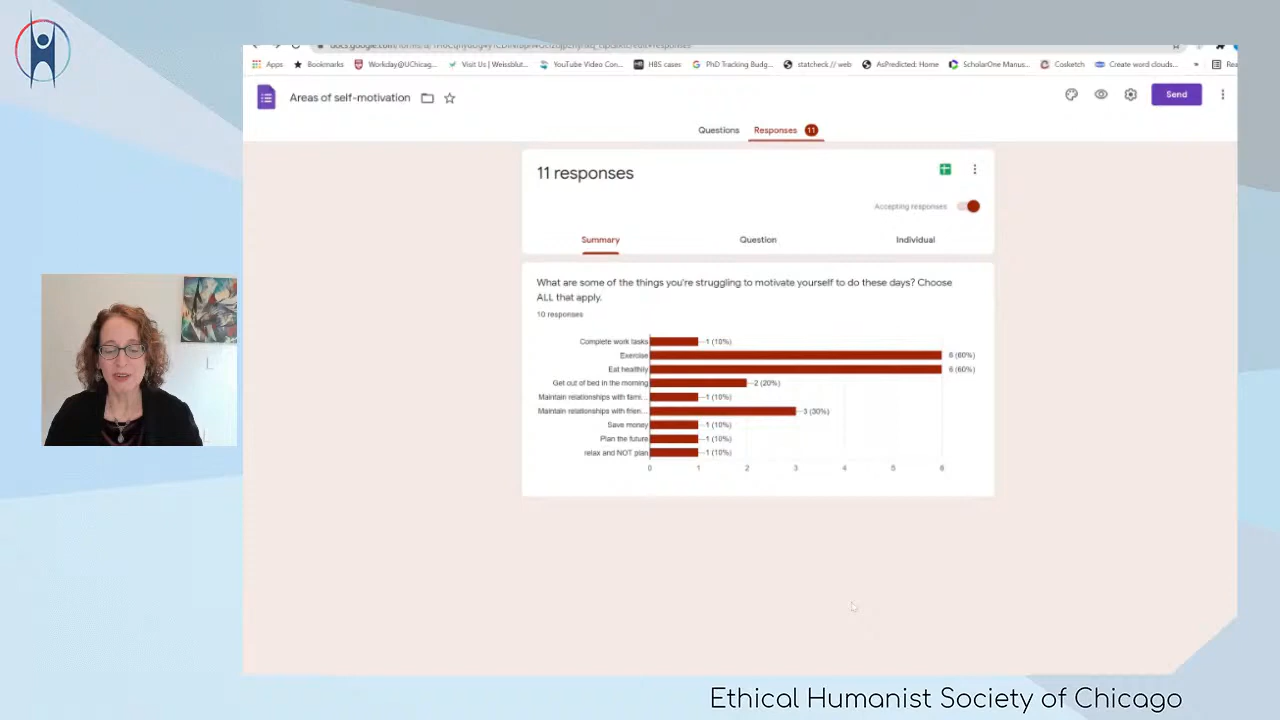 Apps Bookmarks Workday@UChicag... Visit Us | Weissblut... YouTube Video Con... HBS cases PhD Tracking Budg... statcheck // web AsPredicted: Home ScholarOne Manus... Cosketch Create word clouds... » Rea
Areas of self-motivation Send
Questions Responses 11
11 responses
Accepting responses
Summary Question Individual
What are some of the things you're struggling to motivate yourself to do these days? Choose
ALL that apply.
10 responses
Complete work tasks 1 (10%)
Exercise 6 (60%)
Eat healthily 6 (60%)
Get out of bed in the morning 2 (20%)
Maintain relationships with fami... 1 (10%)
Maintain relationships with frien... 3 (30%)
Save money 1 (10%)
Plan the future 1 (10%)
relax and NOT plan 1 (10%)
0 1 2 3 4 5 6
Ethical Humanist Society of Chicago